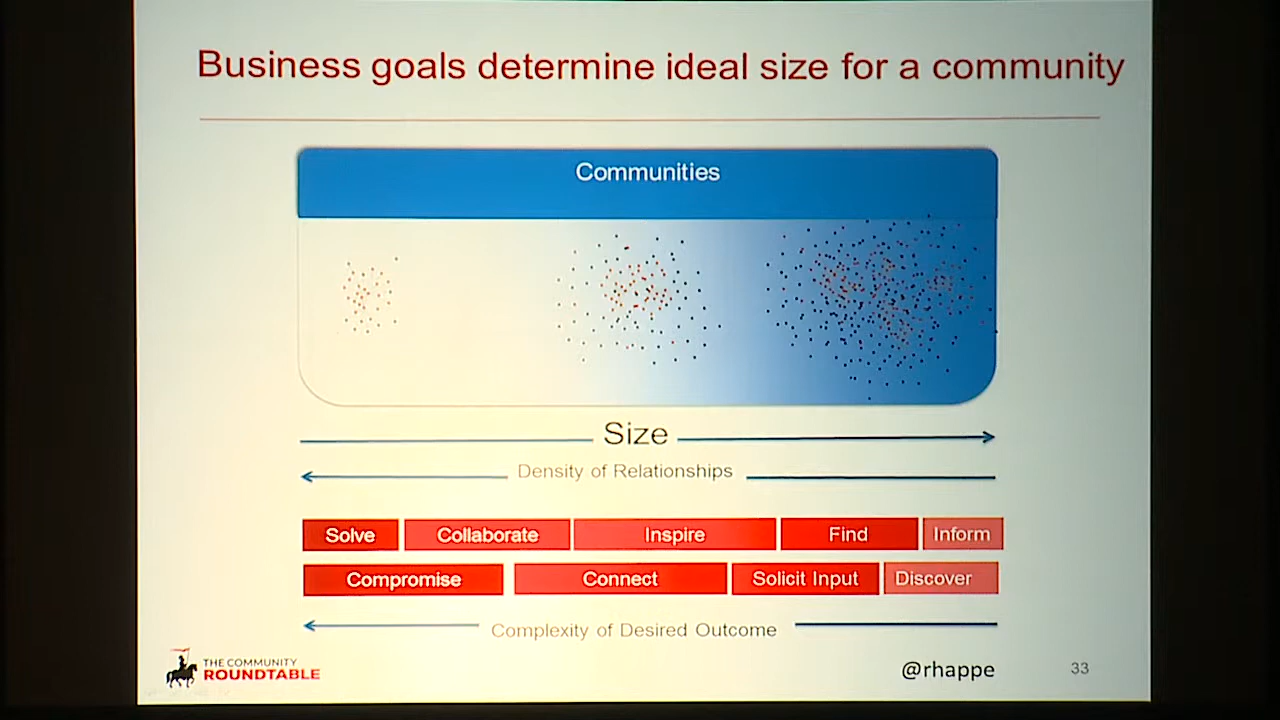 Business goals determine ideal size for a community
Communities
Size
Density of Relationships
Solve Collaborate Inspire Find Inform
Compromise Connect Solicit Input Discover
Complexity of Desired Outcome
THE COMMUNITY
ROUNDTABLE
@rhappe
33